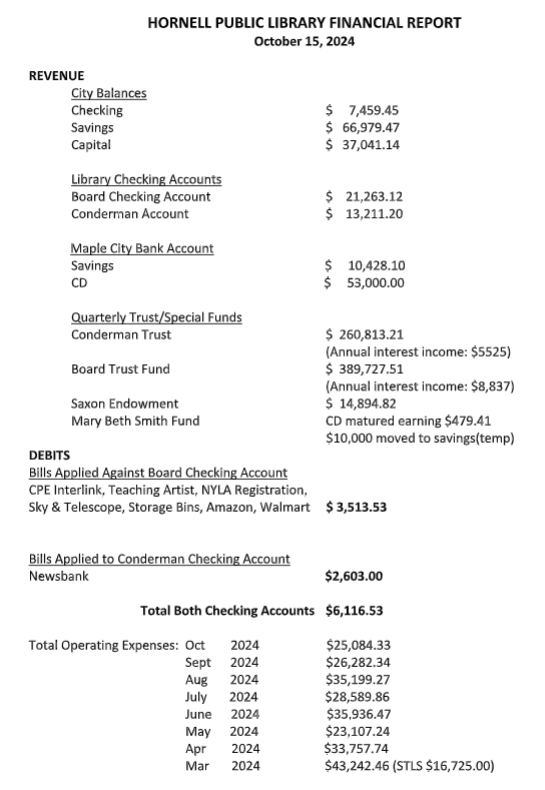 HORNELL PUBLIC LIBRARY FINANCIAL REPORT
October 15, 2024
REVENUE
City Balances
Checking $ 7,459.45
Savings $ 66,979.47
Capital $ 37,041.14
Library Checking Accounts
Board Checking Account $ 21,263.12
Conderman Account $ 13,211.20
Maple City Bank Account
Savings $ 10,428.10
CD $ 53,000.00
Quarterly Trust/Special Funds
Conderman Trust $ 260,813.21
(Annual interest income: $5525)
Board Trust Fund $ 389,727.51
(Annual interest income: $8,837)
Saxon Endowment $ 14,894.82
Mary Beth Smith Fund CD matured earning $479.41
$10,000 moved to savings(temp)
DEBITS
Bills Applied Against Board Checking Account
CPE Interlink, Teaching Artist, NYLA Registration,
Sky & Telescope, Storage Bins, Amazon, Walmart $ 3,513.53
Bills Applied to Conderman Checking Account
Newsbank $2,603.00
Total Both Checking Accounts $6,116.53
Total Operating Expenses: Oct 2024 $25,084.33
Sept 2024 $26,282.34
Aug 2024 $35,199.27
July 2024 $28,589.86
June 2024 $35,936.47
May 2024 $23,107.24
Apr 2024 $33,757.74
Mar 2024 $43,242.46 (STLS $16,725.00)